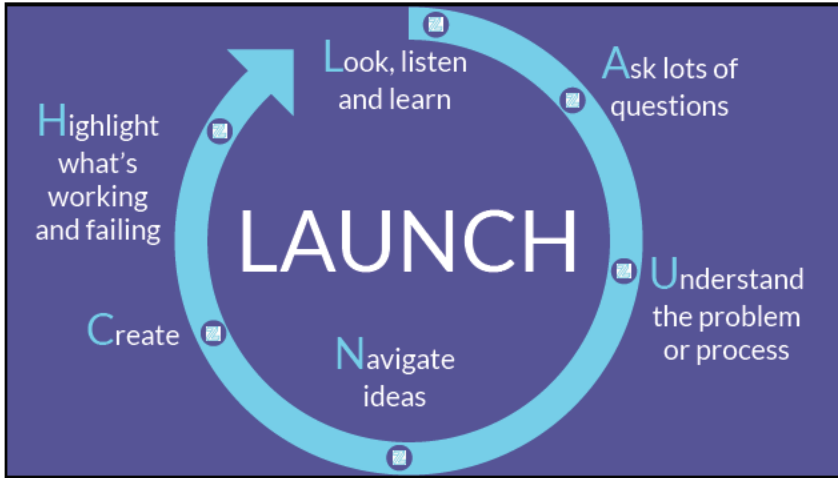 Look, listen
and learn
Ask lots of
questions
Understand
the problem
or process
Navigate
ideas
Create
Highlight
what's
working
and failing
LAUNCH